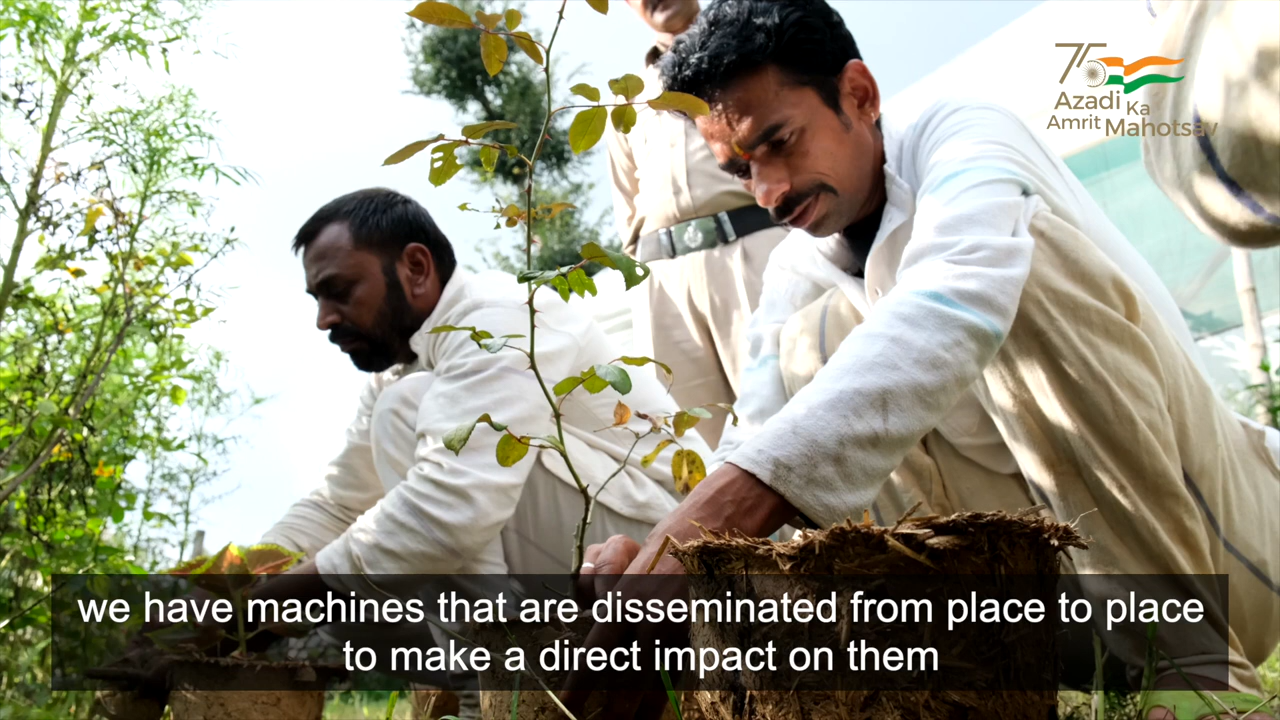 75
Azadi Ka
Amrit Mahotsav
we have machines that are disseminated from place to place
to make a direct impact on them